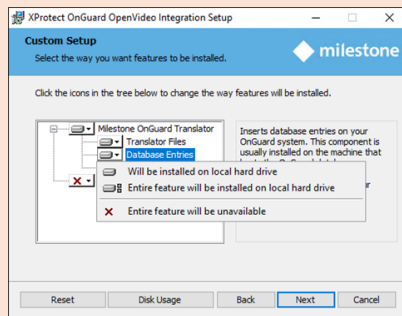 XProtect OnGuard OpenVideo Integration Setup
Custom Setup
Select the way you want features to be installed.
milestone
Click the icons in the tree below to change the way features will be installed.
Milestone OnGuard Translator
Translator Files
Database Entries
Inserts database entries on your
OnGuard system. This component is
usually installed on the machine that
Will be installed on local hard drive
Entire feature will be installed on local hard drive
Entire feature will be unavailable
Reset
Disk Usage
Back
Next
Cancel